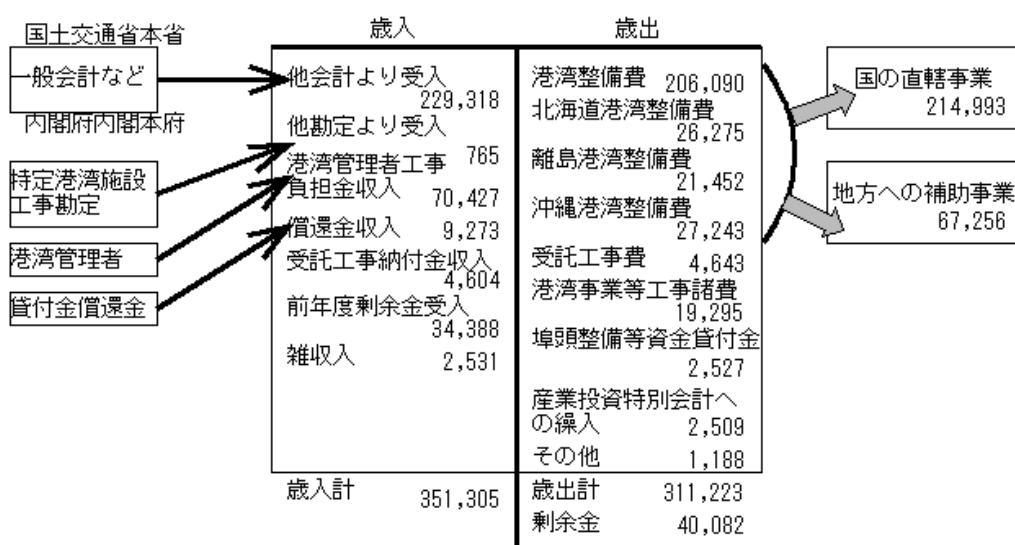 国土交通省本省
一般会計など
内閣府内閣本府
特定港湾施設
工事勘定
港湾管理者
貸付金償還金
歳入
他会計より受入
229,318
他勘定より受入
765
港湾管理者工事
負担金収入 70,427
償還金収入 9,273
受託工事納付金収入
4,604
前年度剰余金受入
34,388
雑収入 2,531
歳入計 351,305
歳出
港湾整備費 206,090
北海道港湾整備費
26,275
離島港湾整備費
21,452
沖縄港湾整備費
27,243
受託工事費 4,643
港湾事業等工事諸費
19,295
埠頭整備等資金貸付金
2,527
産業投資特別会計へ
の繰入 2,509
その他 1,188
歳出計 311,223
剰余金 40,082
国の直轄事業
214,993
地方への補助事業
67,256